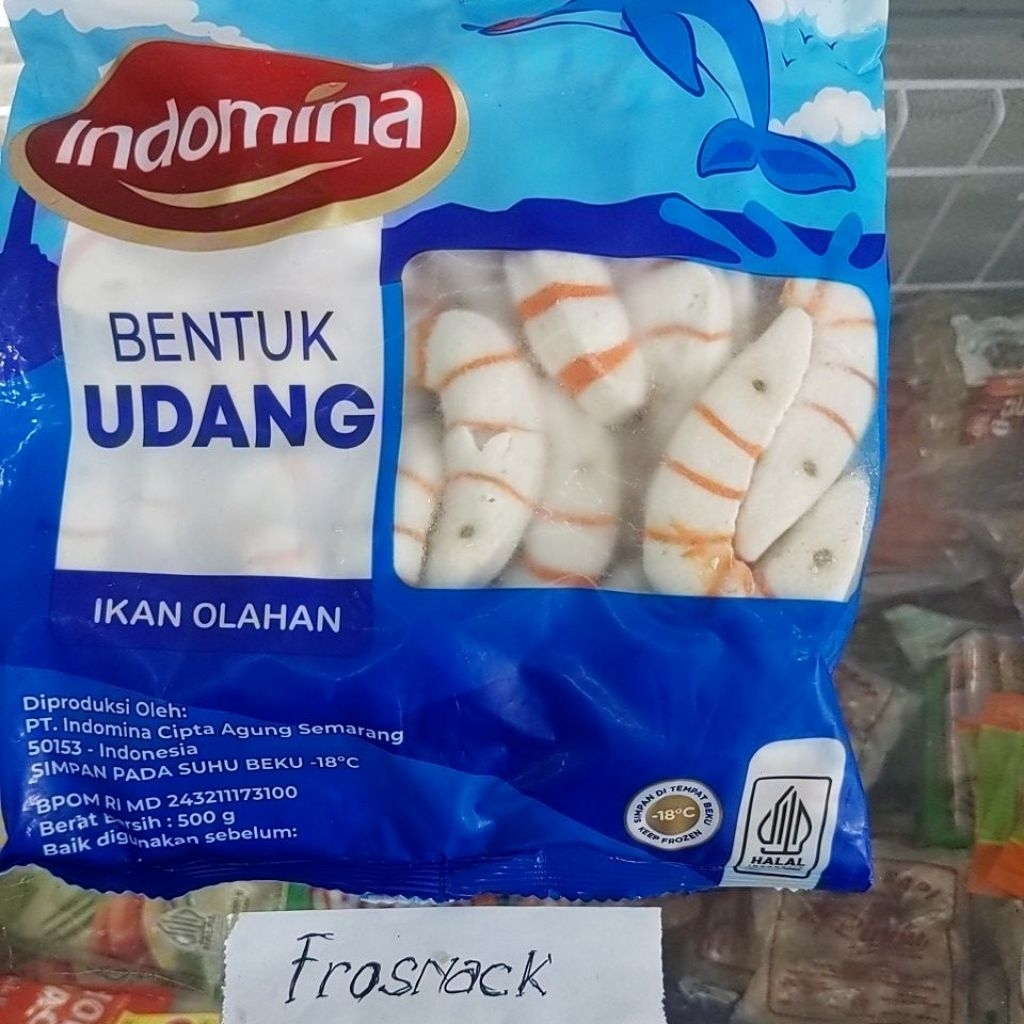 Indomina
BENTUK
UDANG
IKAN OLAHAN
Diproduksi Oleh:
PT. Indomina Cipta Agung Semarang
50153 - Indonesia
SIMPAN PADA SUHU BEKU -18°C
BPOM RI MD 243211173100
Berat Bersih : 500 g
Baik digunakan sebelum:
SIMPAN DI TEMPAT BEKU
-18°C
KEEP FROZEN
HALAL
Frosnack